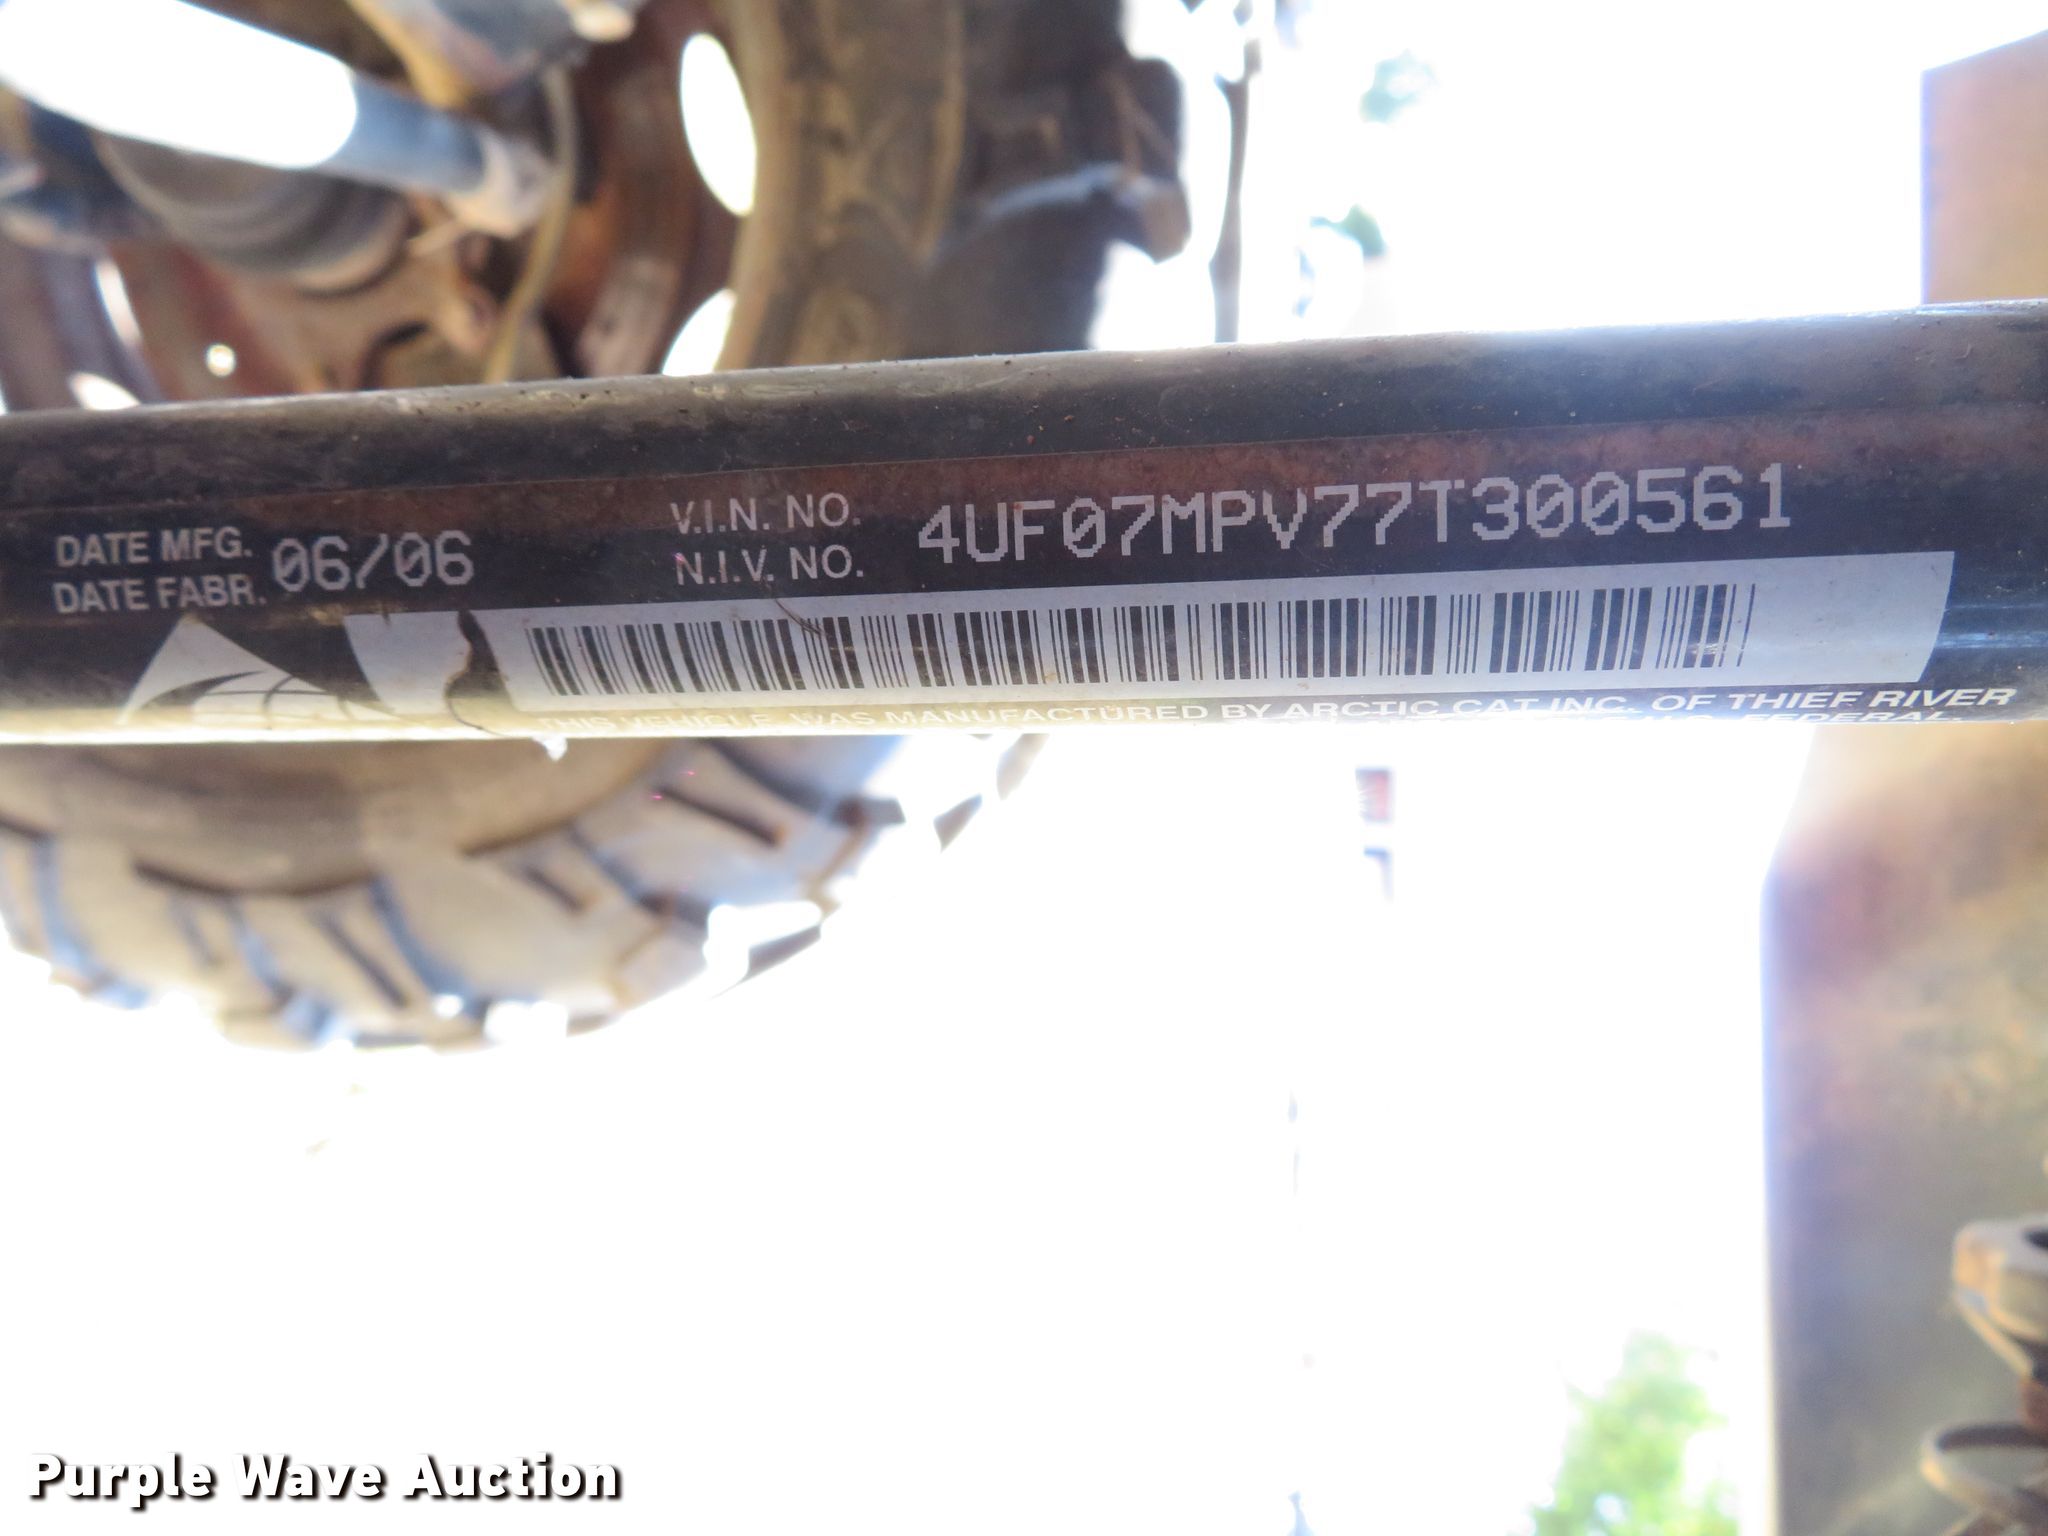 DATE MFG.
DATE FABR. 06/06
V.I.N. NO.
N.I.V. NO. 4UF07MPV77T300561
THIS VEHICLE WAS MANUFACTURED BY ARCTIC CAT INC. OF THIEF RIVER
U.S. FEDERAL
Purple Wave Auction